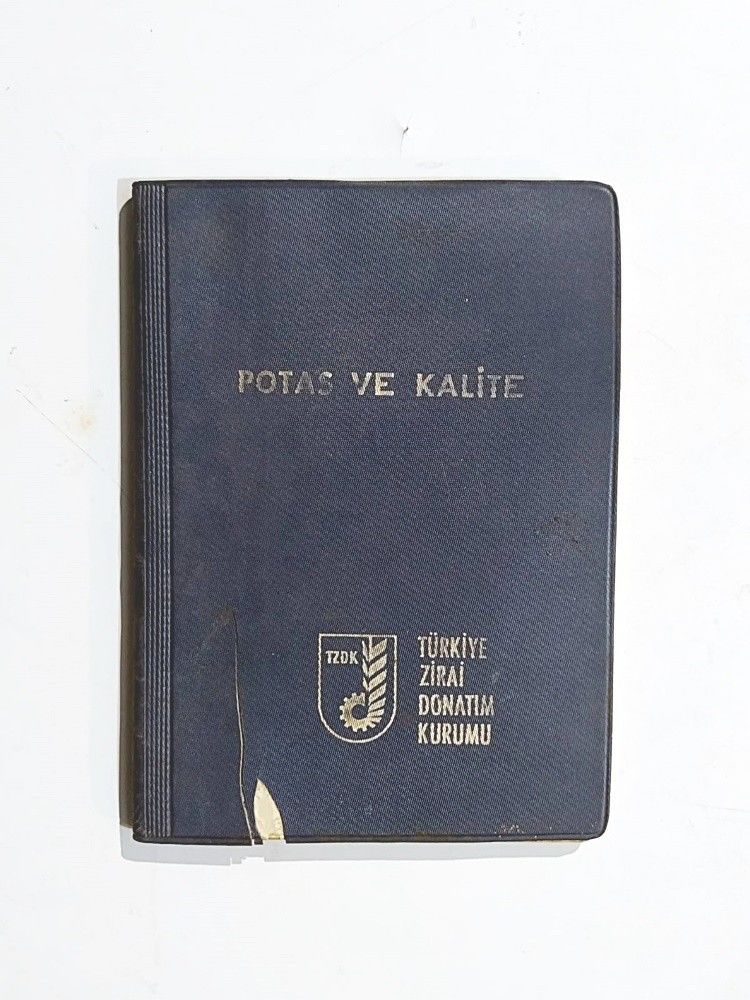 POTAS VE KALİTE
TZDK
TÜRKİYE
ZİRAİ
DONATIM
KURUMU